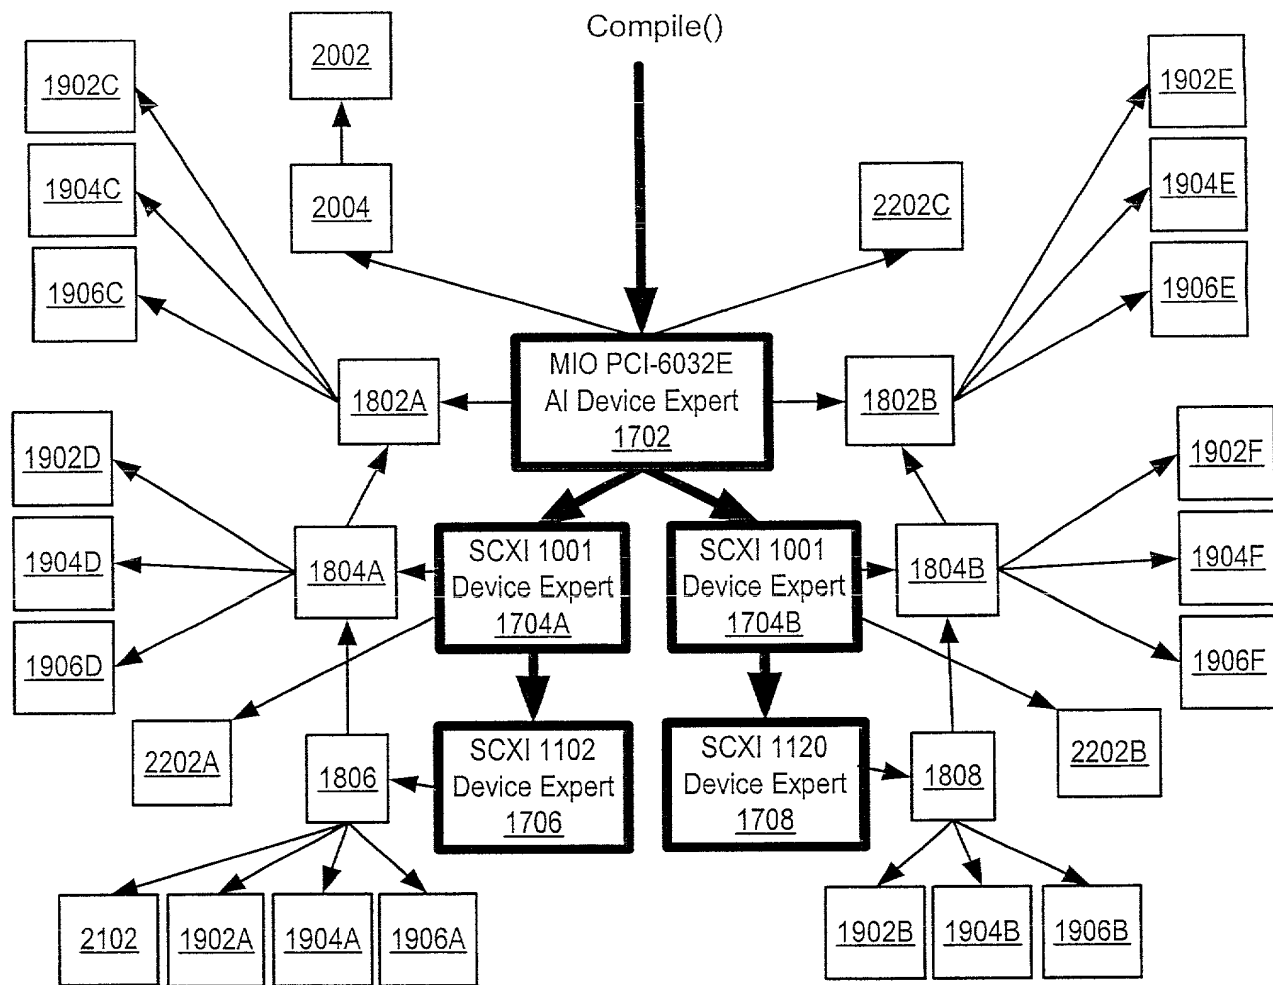 Compile()
2002
1902C
1902E
1904C
2004
2202C
1904E
1906C
1906E
MIO PCI-6032E
AI Device Expert
1702
1802A
1802B
1902D
1902F
1904D
1804A
SCXI 1001
Device Expert
1704A
SCXI 1001
Device Expert
1704B
1804B
1904F
1906D
1906F
2202A
1806
SCXI 1102
Device Expert
1706
SCXI 1120
Device Expert
1708
1808
2202B
2102
1902A
1904A
1906A
1902B
1904B
1906B